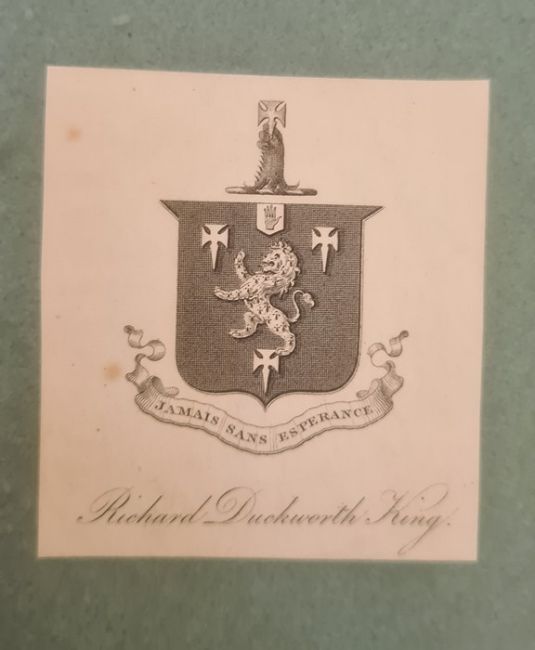 JAMAIS SANS ESPERANCE
Richard Duckworth King.